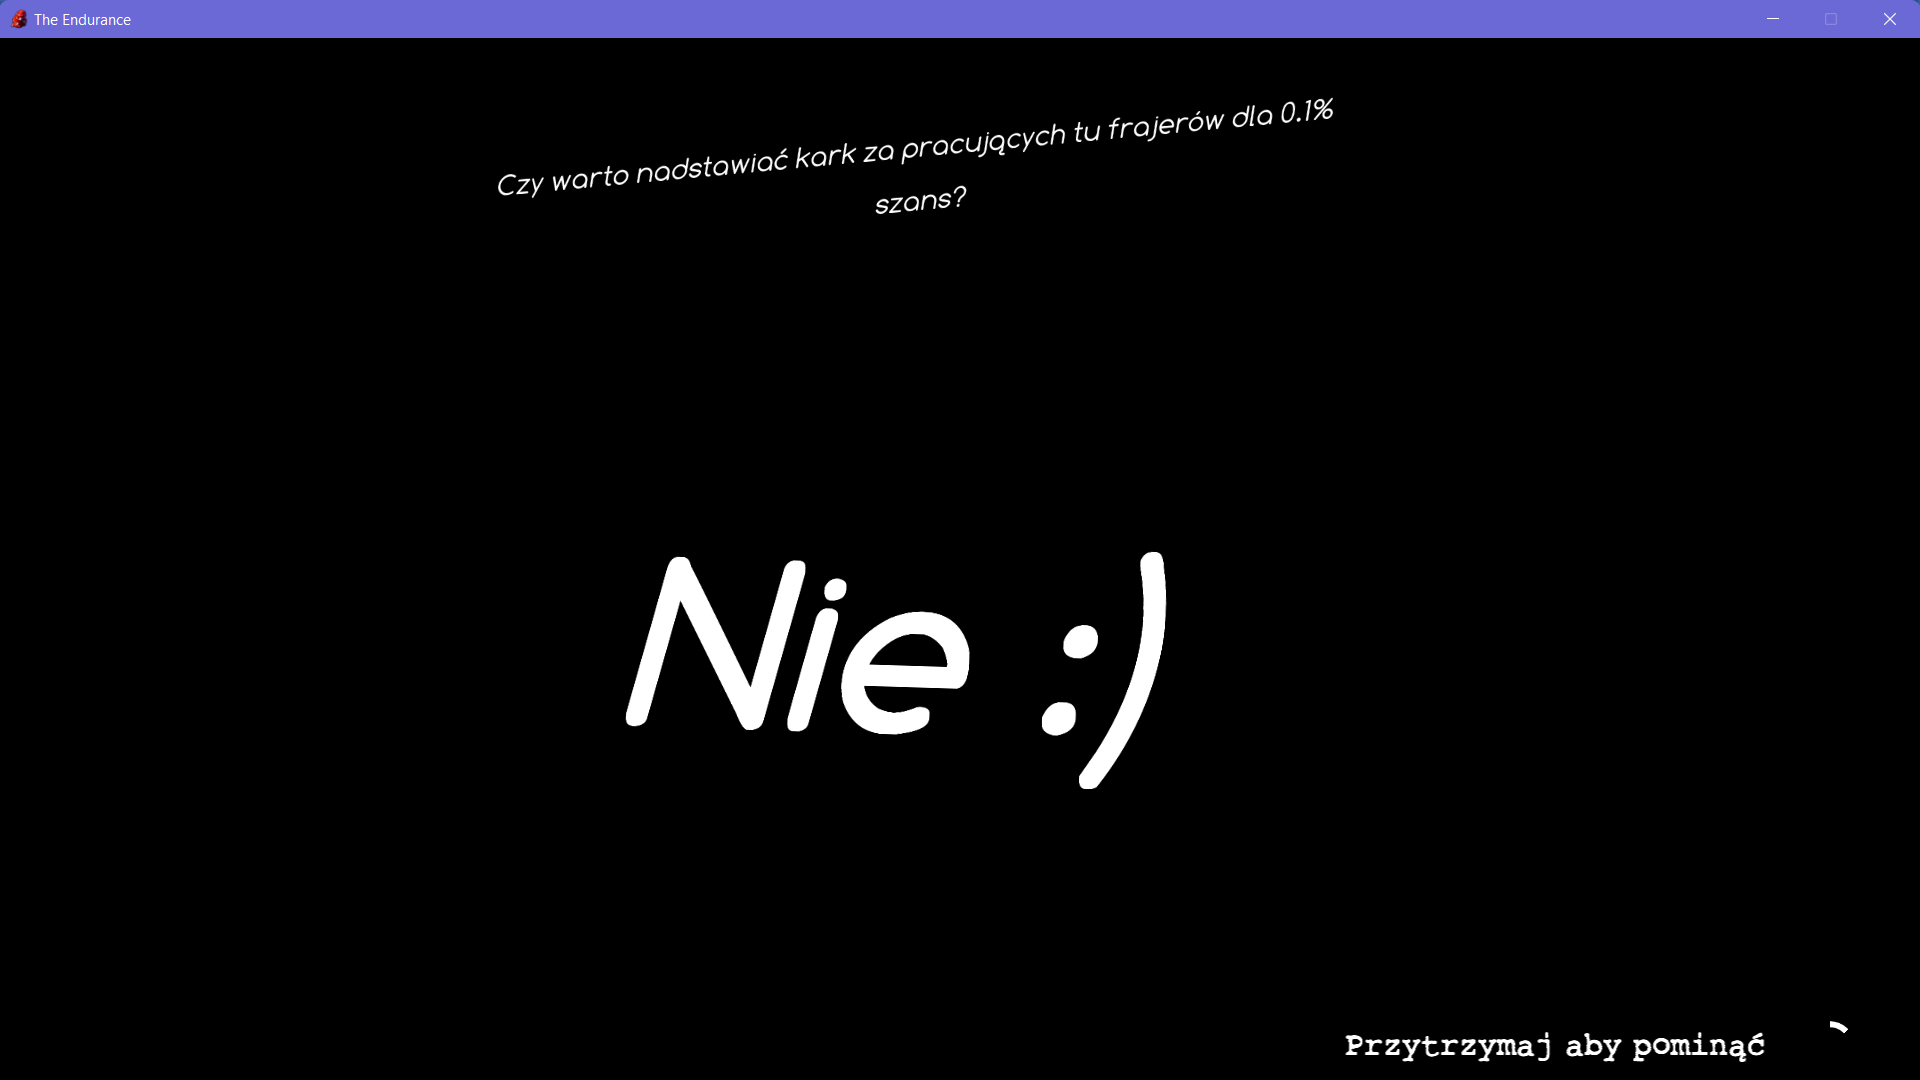 The Endurance
Czy warto nadstawiać kark za pracujących tu frajerów dla 0.1%
szans?
Nie :)
Przytrzymaj aby pominąć